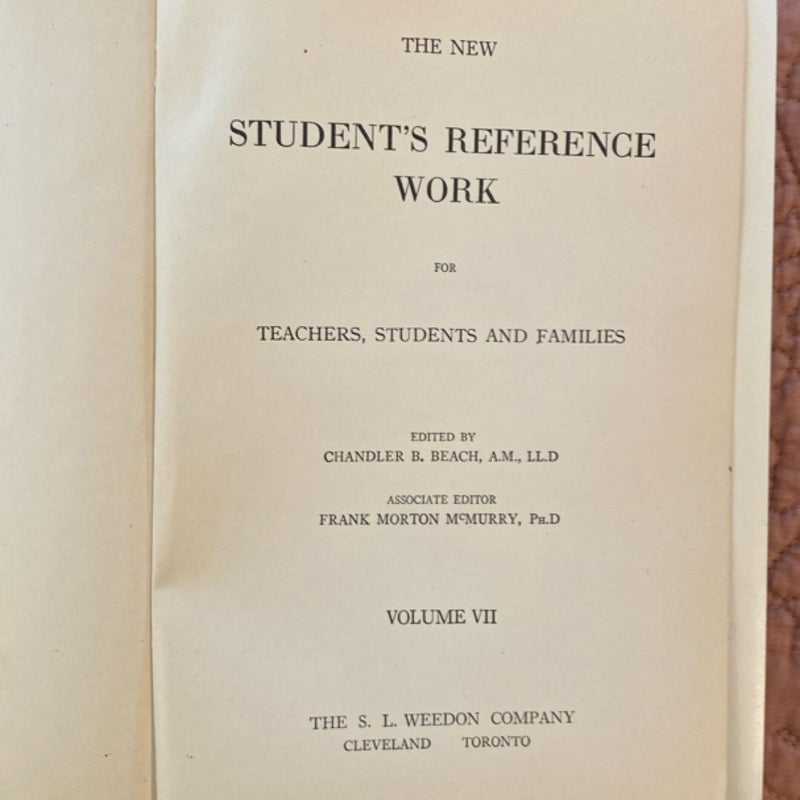 THE NEW
STUDENT'S REFERENCE
WORK
FOR
TEACHERS, STUDENTS AND FAMILIES
EDITED BY
CHANDLER B. BEACH, A.M., LL.D
ASSOCIATE EDITOR
FRANK MORTON MCMURRY, PH.D
VOLUME VII
THE S. L. WEEDON COMPANY
CLEVELAND TORONTO